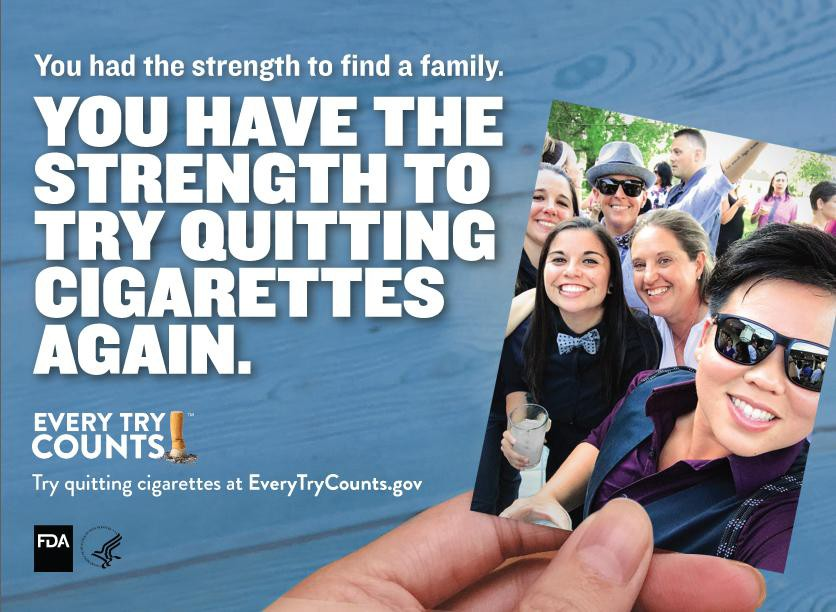 You had the strength to find a family.
YOU HAVE THE
STRENGTH TO
TRY QUITTING
CIGARETTES
AGAIN.
EVERY TRY
COUNTS ™
Try quitting cigarettes at EveryTryCounts.gov
FDA